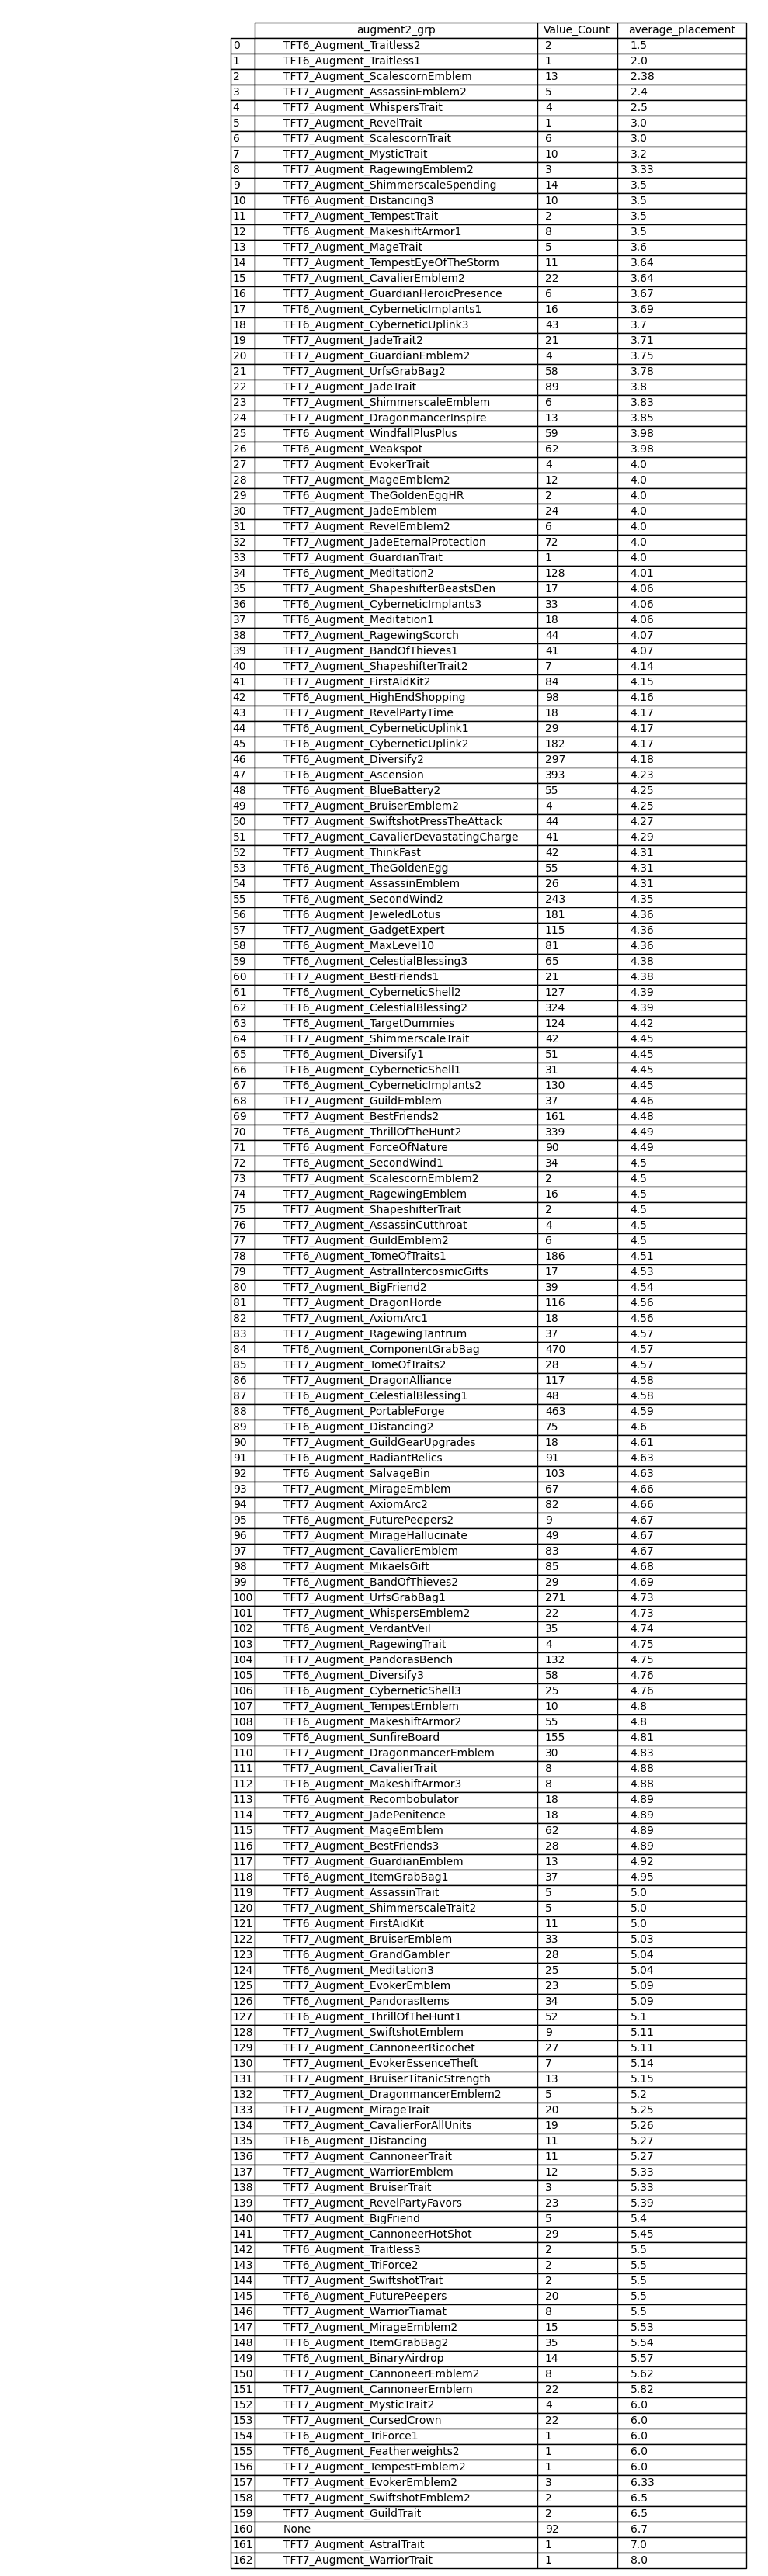 augment2_grp Value_Count average_placement
0 TFT6_Augment_Traitless2 2 1.5
1 TFT6_Augment_Traitless1 1 2.0
2 TFT7_Augment_ScalescornEmblem 13 2.38
3 TFT7_Augment_AssassinEmblem2 5 2.4
4 TFT7_Augment_WhispersTrait 4 2.5
5 TFT7_Augment_RevelTrait 1 3.0
6 TFT7_Augment_ScalescornTrait 6 3.0
7 TFT7_Augment_MysticTrait 10 3.2
8 TFT7_Augment_RagewingEmblem2 3 3.33
9 TFT7_Augment_ShimmerscaleSpending 14 3.5
10 TFT6_Augment_Distancing3 10 3.5
11 TFT7_Augment_TempestTrait 2 3.5
12 TFT6_Augment_MakeshiftArmor1 8 3.5
13 TFT7_Augment_MageTrait 5 3.6
14 TFT7_Augment_TempestEyeOfTheStorm 11 3.64
15 TFT7_Augment_CavalierEmblem2 22 3.64
16 TFT7_Augment_GuardianHeroicPresence 6 3.67
17 TFT6_Augment_CyberneticImplants1 16 3.69
18 TFT6_Augment_CyberneticUplink3 43 3.7
19 TFT7_Augment_JadeTrait2 21 3.71
20 TFT7_Augment_GuardianEmblem2 4 3.75
21 TFT7_Augment_UrfsGrabBag2 58 3.78
22 TFT7_Augment_JadeTrait 89 3.8
23 TFT7_Augment_ShimmerscaleEmblem 6 3.83
24 TFT7_Augment_DragonmancerInspire 13 3.85
25 TFT6_Augment_WindfallPlusPlus 59 3.98
26 TFT6_Augment_Weakspot 62 3.98
27 TFT7_Augment_EvokerTrait 4 4.0
28 TFT7_Augment_MageEmblem2 12 4.0
29 TFT6_Augment_TheGoldenEggHR 2 4.0
30 TFT7_Augment_JadeEmblem 24 4.0
31 TFT7_Augment_RevelEmblem2 6 4.0
32 TFT7_Augment_JadeEternalProtection 72 4.0
33 TFT7_Augment_GuardianTrait 1 4.0
34 TFT6_Augment_Meditation2 128 4.01
35 TFT7_Augment_ShapeshifterBeastsDen 17 4.06
36 TFT6_Augment_CyberneticImplants3 33 4.06
37 TFT6_Augment_Meditation1 18 4.06
38 TFT7_Augment_RagewingScorch 44 4.07
39 TFT7_Augment_BandOfThieves1 41 4.07
40 TFT7_Augment_ShapeshifterTrait2 7 4.14
41 TFT7_Augment_FirstAidKit2 84 4.15
42 TFT6_Augment_HighEndShopping 98 4.16
43 TFT7_Augment_RevelPartyTime 18 4.17
44 TFT6_Augment_CyberneticUplink1 29 4.17
45 TFT6_Augment_CyberneticUplink2 182 4.17
46 TFT6_Augment_Diversify2 297 4.18
47 TFT6_Augment_Ascension 393 4.23
48 TFT6_Augment_BlueBattery2 55 4.25
49 TFT7_Augment_BruiserEmblem2 4 4.25
50 TFT7_Augment_SwiftshotPressTheAttack 44 4.27
51 TFT7_Augment_CavalierDevastatingCharge 41 4.29
52 TFT7_Augment_ThinkFast 42 4.31
53 TFT6_Augment_TheGoldenEgg 55 4.31
54 TFT7_Augment_AssassinEmblem 26 4.31
55 TFT6_Augment_SecondWind2 243 4.35
56 TFT6_Augment_JeweledLotus 181 4.36
57 TFT7_Augment_GadgetExpert 115 4.36
58 TFT6_Augment_MaxLevel10 81 4.36
59 TFT6_Augment_CelestialBlessing3 65 4.38
60 TFT7_Augment_BestFriends1 21 4.38
61 TFT6_Augment_CyberneticShell2 127 4.39
62 TFT6_Augment_CelestialBlessing2 324 4.39
63 TFT6_Augment_TargetDummies 124 4.42
64 TFT7_Augment_ShimmerscaleTrait 42 4.45
65 TFT6_Augment_Diversify1 51 4.45
66 TFT6_Augment_CyberneticShell1 31 4.45
67 TFT6_Augment_CyberneticImplants2 130 4.45
68 TFT7_Augment_GuildEmblem 37 4.46
69 TFT7_Augment_BestFriends2 161 4.48
70 TFT6_Augment_ThrillOfTheHunt2 339 4.49
71 TFT6_Augment_ForceOfNature 90 4.49
72 TFT6_Augment_SecondWind1 34 4.5
73 TFT7_Augment_ScalescornEmblem2 2 4.5
74 TFT7_Augment_RagewingEmblem 16 4.5
75 TFT7_Augment_ShapeshifterTrait 2 4.5
76 TFT7_Augment_AssassinCutthroat 4 4.5
77 TFT7_Augment_GuildEmblem2 6 4.5
78 TFT6_Augment_TomeOfTraits1 186 4.51
79 TFT7_Augment_AstralIntercosmicGifts 17 4.53
80 TFT7_Augment_BigFriend2 39 4.54
81 TFT7_Augment_DragonHorde 116 4.56
82 TFT7_Augment_AxiomArc1 18 4.56
83 TFT7_Augment_RagewingTantrum 37 4.57
84 TFT6_Augment_ComponentGrabBag 470 4.57
85 TFT7_Augment_TomeOfTraits2 28 4.57
86 TFT7_Augment_DragonAlliance 117 4.58
87 TFT6_Augment_CelestialBlessing1 48 4.58
88 TFT6_Augment_PortableForge 463 4.59
89 TFT6_Augment_Distancing2 75 4.6
90 TFT7_Augment_GuildGearUpgrades 18 4.61
91 TFT6_Augment_RadiantRelics 91 4.63
92 TFT6_Augment_SalvageBin 103 4.63
93 TFT7_Augment_MirageEmblem 67 4.66
94 TFT7_Augment_AxiomArc2 82 4.66
95 TFT6_Augment_FuturePeepers2 9 4.67
96 TFT7_Augment_MirageHallucinate 49 4.67
97 TFT7_Augment_CavalierEmblem 83 4.67
98 TFT7_Augment_MikaelsGift 85 4.68
99 TFT6_Augment_BandOfThieves2 29 4.69
100 TFT7_Augment_UrfsGrabBag1 271 4.73
101 TFT7_Augment_WhispersEmblem2 22 4.73
102 TFT6_Augment_VerdantVeil 35 4.74
103 TFT7_Augment_RagewingTrait 4 4.75
104 TFT7_Augment_PandorasBench 132 4.75
105 TFT6_Augment_Diversify3 58 4.76
106 TFT6_Augment_CyberneticShell3 25 4.76
107 TFT7_Augment_TempestEmblem 10 4.8
108 TFT6_Augment_MakeshiftArmor2 55 4.8
109 TFT6_Augment_SunfireBoard 155 4.81
110 TFT7_Augment_DragonmancerEmblem 30 4.83
111 TFT7_Augment_CavalierTrait 8 4.88
112 TFT6_Augment_MakeshiftArmor3 8 4.88
113 TFT6_Augment_Recombobulator 18 4.89
114 TFT7_Augment_JadePenitence 18 4.89
115 TFT7_Augment_MageEmblem 62 4.89
116 TFT7_Augment_BestFriends3 28 4.89
117 TFT7_Augment_GuardianEmblem 13 4.92
118 TFT6_Augment_ItemGrabBag1 37 4.95
119 TFT7_Augment_AssassinTrait 5 5.0
120 TFT7_Augment_ShimmerscaleTrait2 5 5.0
121 TFT6_Augment_FirstAidKit 11 5.0
122 TFT7_Augment_BruiserEmblem 33 5.03
123 TFT6_Augment_GrandGambler 28 5.04
124 TFT6_Augment_Meditation3 25 5.04
125 TFT7_Augment_EvokerEmblem 23 5.09
126 TFT6_Augment_PandorasItems 34 5.09
127 TFT6_Augment_ThrillOfTheHunt1 52 5.1
128 TFT7_Augment_SwiftshotEmblem 9 5.11
129 TFT7_Augment_CannoneerRicochet 27 5.11
130 TFT7_Augment_EvokerEssenceTheft 7 5.14
131 TFT7_Augment_BruiserTitanicStrength 13 5.15
132 TFT7_Augment_DragonmancerEmblem2 5 5.2
133 TFT7_Augment_MirageTrait 20 5.25
134 TFT7_Augment_CavalierForAllUnits 19 5.26
135 TFT6_Augment_Distancing 11 5.27
136 TFT7_Augment_CannoneerTrait 11 5.27
137 TFT7_Augment_WarriorEmblem 12 5.33
138 TFT7_Augment_BruiserTrait 3 5.33
139 TFT7_Augment_RevelPartyFavors 23 5.39
140 TFT7_Augment_BigFriend 5 5.4
141 TFT7_Augment_CannoneerHotShot 29 5.45
142 TFT6_Augment_Traitless3 2 5.5
143 TFT6_Augment_TriForce2 2 5.5
144 TFT7_Augment_SwiftshotTrait 2 5.5
145 TFT6_Augment_FuturePeepers 20 5.5
146 TFT7_Augment_WarriorTiamat 8 5.5
147 TFT7_Augment_MirageEmblem2 15 5.53
148 TFT6_Augment_ItemGrabBag2 35 5.54
149 TFT6_Augment_BinaryAirdrop 14 5.57
150 TFT7_Augment_CannoneerEmblem2 8 5.62
151 TFT7_Augment_CannoneerEmblem 22 5.82
152 TFT7_Augment_MysticTrait2 4 6.0
153 TFT7_Augment_CursedCrown 22 6.0
154 TFT6_Augment_TriForce1 1 6.0
155 TFT6_Augment_Featherweights2 1 6.0
156 TFT7_Augment_TempestEmblem2 1 6.0
157 TFT7_Augment_EvokerEmblem2 3 6.33
158 TFT7_Augment_SwiftshotEmblem2 2 6.5
159 TFT7_Augment_GuildTrait 2 6.5
160 None 92 6.7
161 TFT7_Augment_AstralTrait 1 7.0
162 TFT7_Augment_WarriorTrait 1 8.0